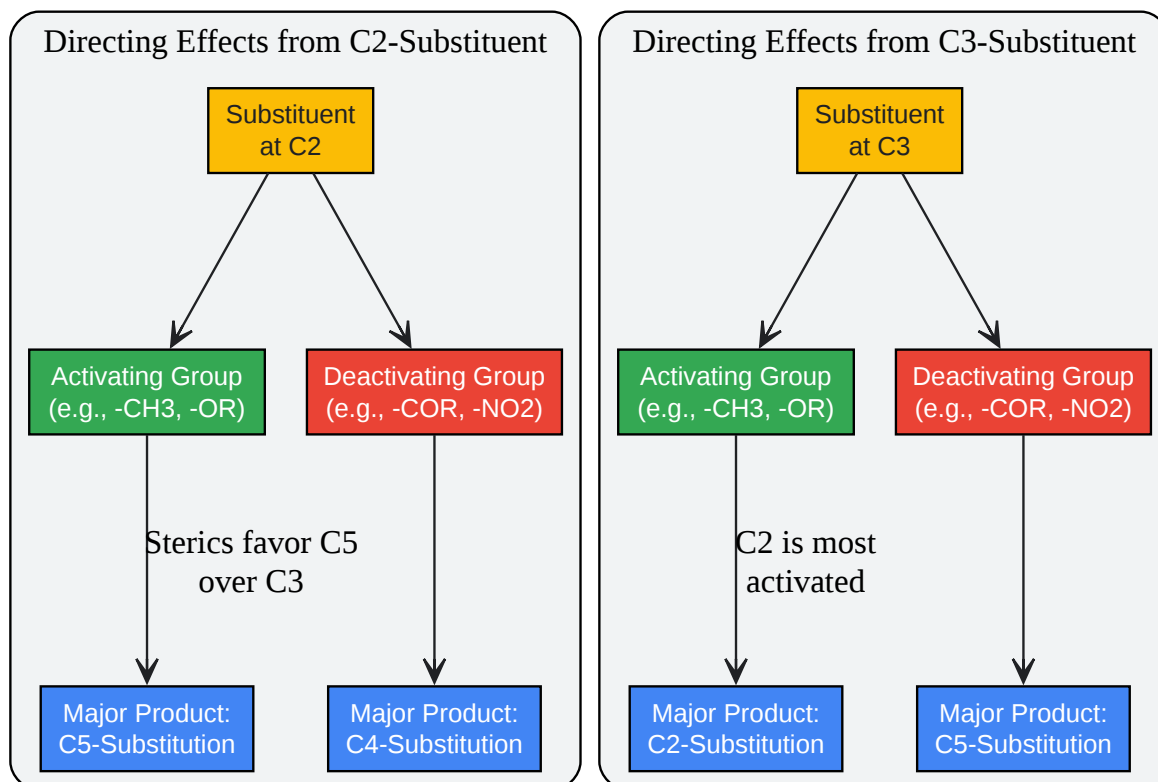 Directing Effects from C2-Substituent
Substituent
at C2
Activating Group
(e.g., -CH3, -OR)
Deactivating Group
(e.g., -COR, -NO2)
Sterics favor C5
over C3
Major Product:
C5-Substitution
Major Product:
C4-Substitution
Directing Effects from C3-Substituent
Substituent
at C3
Activating Group
(e.g., -CH3, -OR)
Deactivating Group
(e.g., -COR, -NO2)
C2 is most
activated
Major Product:
C2-Substitution
Major Product:
C5-Substitution